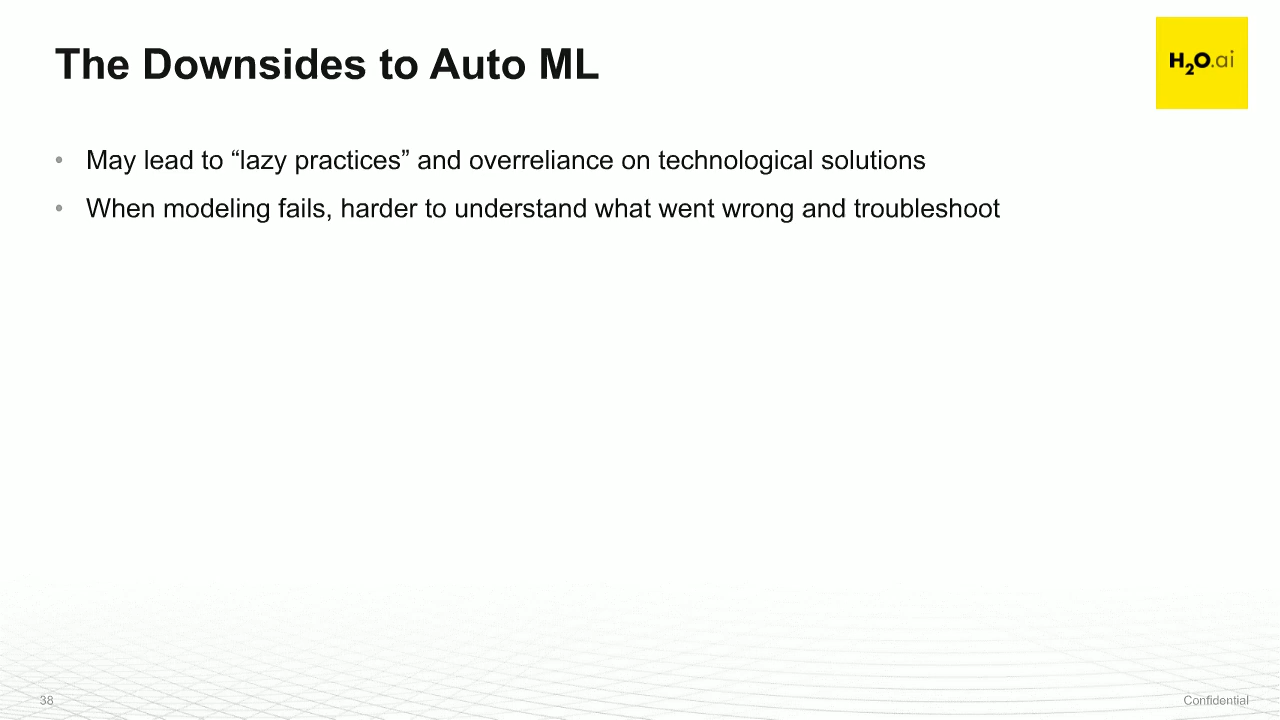 The Downsides to Auto ML
H2O.ai
• May lead to “lazy practices” and overreliance on technological solutions
• When modeling fails, harder to understand what went wrong and troubleshoot
38
Confidential